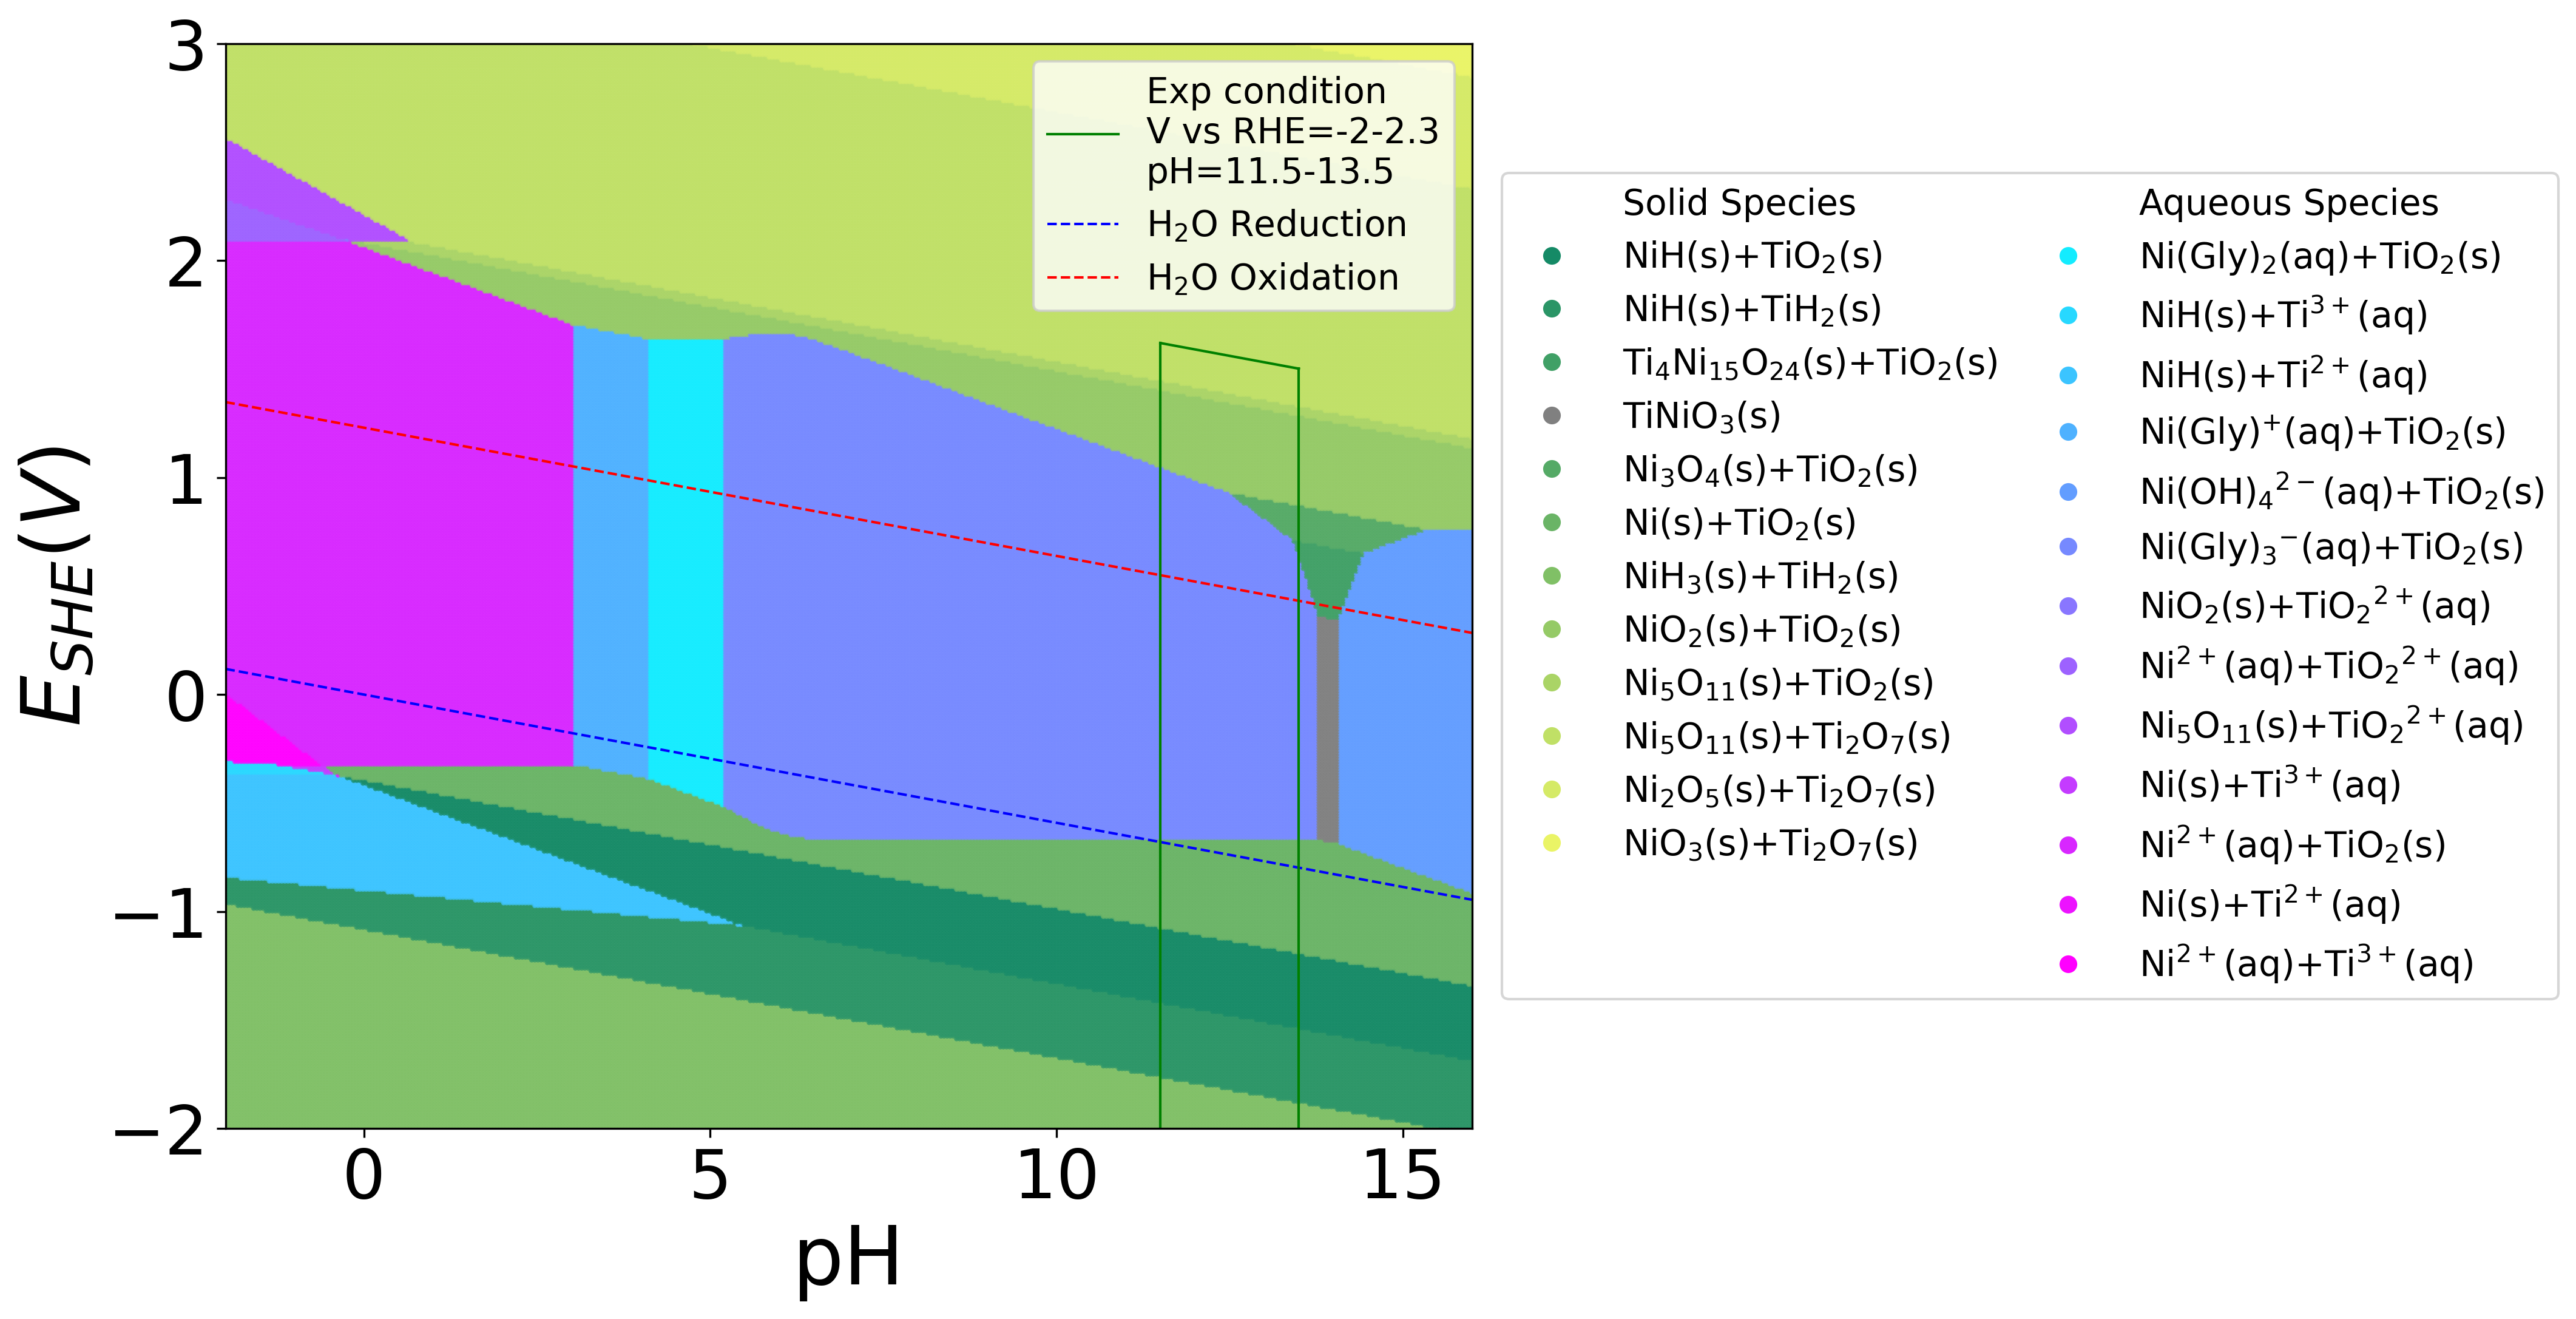 3
2
1
0
−1
−2
E_SHE(V)
0 5 10 15
pH
Exp condition
V vs RHE=-2-2.3
pH=11.5-13.5
H₂O Reduction
H₂O Oxidation
Solid Species
NiH(s)+TiO₂(s)
NiH(s)+TiH₂(s)
Ti₄Ni₁₅O₂₄(s)+TiO₂(s)
TiNiO₃(s)
Ni₃O₄(s)+TiO₂(s)
Ni(s)+TiO₂(s)
NiH₃(s)+TiH₂(s)
NiO₂(s)+TiO₂(s)
Ni₅O₁₁(s)+TiO₂(s)
Ni₅O₁₁(s)+Ti₂O₇(s)
Ni₂O₅(s)+Ti₂O₇(s)
NiO₃(s)+Ti₂O₇(s)
Aqueous Species
Ni(Gly)₂(aq)+TiO₂(s)
NiH(s)+Ti³⁺(aq)
NiH(s)+Ti²⁺(aq)
Ni(Gly)⁺(aq)+TiO₂(s)
Ni(OH)₄²⁻(aq)+TiO₂(s)
Ni(Gly)₃⁻(aq)+TiO₂(s)
NiO₂(s)+TiO₂²⁺(aq)
Ni²⁺(aq)+TiO₂²⁺(aq)
Ni₅O₁₁(s)+TiO₂²⁺(aq)
Ni(s)+Ti³⁺(aq)
Ni²⁺(aq)+TiO₂(s)
Ni(s)+Ti²⁺(aq)
Ni²⁺(aq)+Ti³⁺(aq)